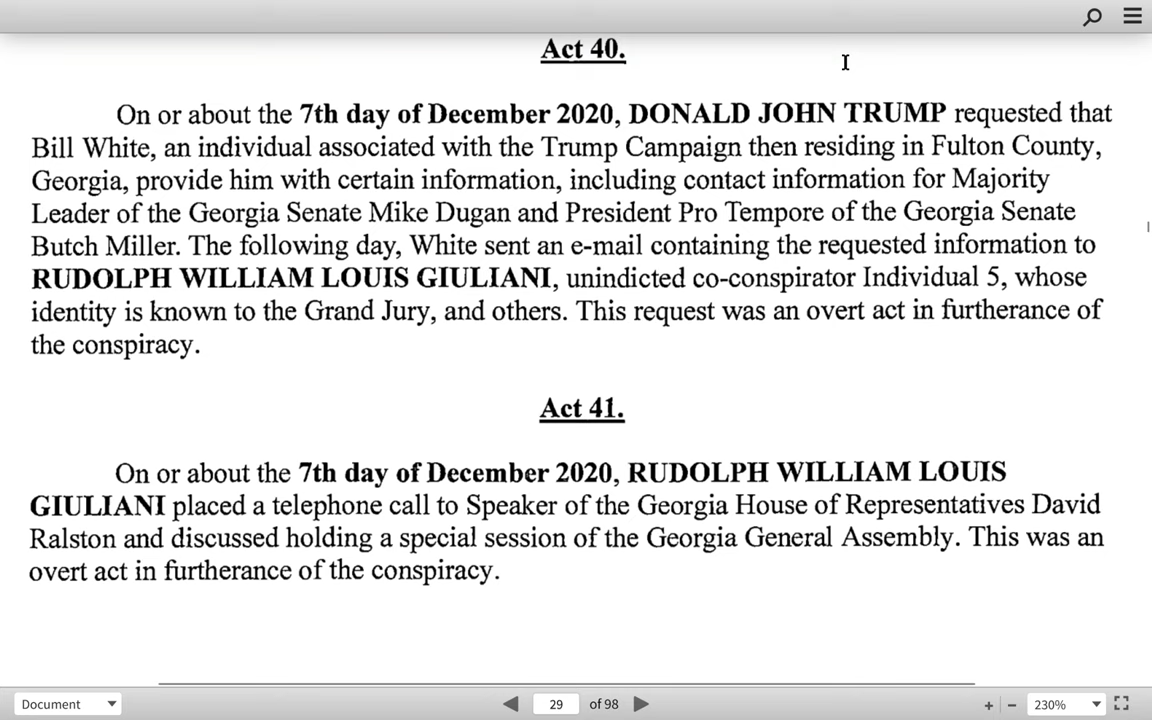 Act 40.
On or about the 7th day of December 2020, DONALD JOHN TRUMP requested that
Bill White, an individual associated with the Trump Campaign then residing in Fulton County,
Georgia, provide him with certain information, including contact information for Majority
Leader of the Georgia Senate Mike Dugan and President Pro Tempore of the Georgia Senate
Butch Miller. The following day, White sent an e-mail containing the requested information to
RUDOLPH WILLIAM LOUIS GIULIANI, unindicted co-conspirator Individual 5, whose
identity is known to the Grand Jury, and others. This request was an overt act in furtherance of
the conspiracy.
Act 41.
On or about the 7th day of December 2020, RUDOLPH WILLIAM LOUIS
GIULIANI placed a telephone call to Speaker of the Georgia House of Representatives David
Ralston and discussed holding a special session of the Georgia General Assembly. This was an
overt act in furtherance of the conspiracy.
Document 29 of 98 + − 230%